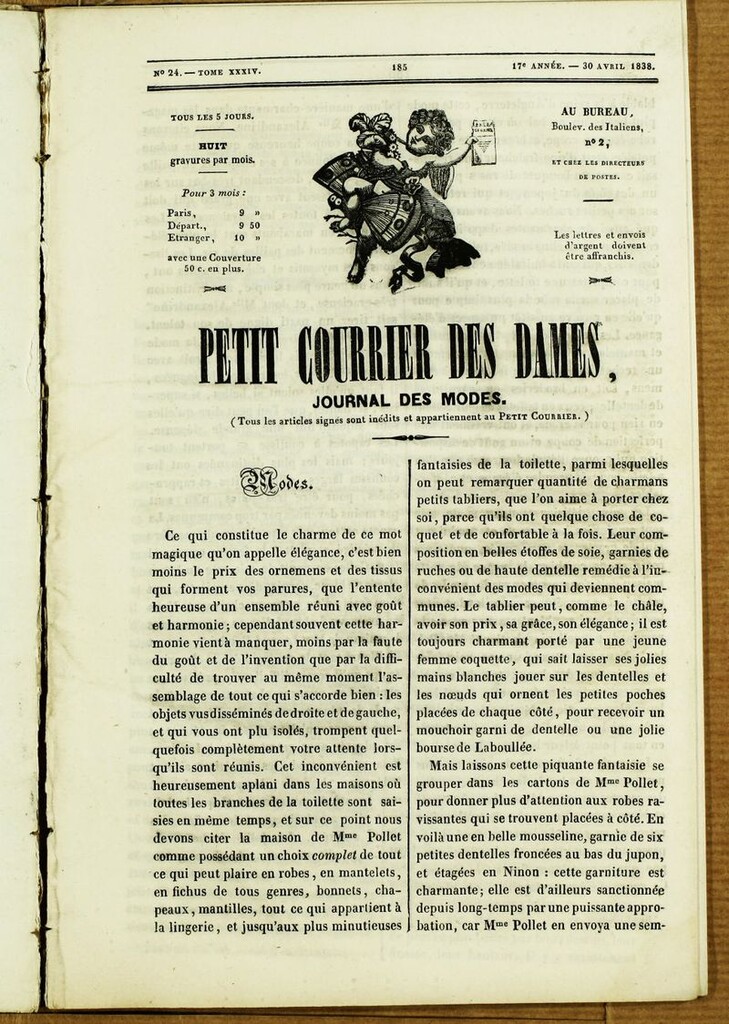 Nº 24. — TOME XXXIV.
185
17e ANNÉE. — 30 AVRIL 1838.
TOUS LES 5 JOURS.
HUIT
gravures par mois.
Pour 3 mois :
Paris, 9 »
Départ., 9 50
Etranger, 10 »
avec une Couverture
50 c. en plus.
AU BUREAU,
Boulev. des Italiens,
nº 2,
ET CHEZ LES DIRECTEURS
DE POSTES.
Les lettres et envois
d'argent doivent
être affranchis.
PETIT COURRIER DES DAMES,
JOURNAL DES MODES.
( Tous les articles signés sont inédits et appartiennent au PETIT COURRIER. )
Modes.
Ce qui constitue le charme de ce mot
magique qu'on appelle élégance, c'est bien
moins le prix des ornemens et des tissus
qui forment vos parures, que l'entente
heureuse d'un ensemble réuni avec goût
et harmonie ; cependant souvent cette har-
monie vient à manquer, moins par la faute
du goût et de l'invention que par la diffi-
culté de trouver au même moment l'as-
semblage de tout ce qui s'accorde bien : les
objets vus disséminés de droite et de gauche,
et qui vous ont plu isolés, trompent quel-
quefois complètement votre attente lors-
qu'ils sont réunis. Cet inconvénient est
heureusement aplani dans les maisons où
toutes les branches de la toilette sont sai-
sies en même temps, et sur ce point nous
devons citer la maison de Mme Pollet
comme possédant un choix complet de tout
ce qui peut plaire en robes, en mantelets,
en fichus de tous genres, bonnets, cha-
peaux, mantilles, tout ce qui appartient à
la lingerie, et jusqu'aux plus minutieuses
fantaisies de la toilette, parmi lesquelles
on peut remarquer quantité de charmans
petits tabliers, que l'on aime à porter chez
soi, parce qu'ils ont quelque chose de co-
quet et de confortable à la fois. Leur com-
position en belles étoffes de soie, garnies de
ruches ou de haute dentelle remédie à l'in-
convénient des modes qui deviennent com-
munes. Le tablier peut, comme le châle,
avoir son prix, sa grâce, son élégance ; il est
toujours charmant porté par une jeune
femme coquette, qui sait laisser ses jolies
mains blanches jouer sur les dentelles et
les nœuds qui ornent les petites poches
placées de chaque côté, pour recevoir un
mouchoir garni de dentelle ou une jolie
bourse de Laboullée.
Mais laissons cette piquante fantaisie se
grouper dans les cartons de Mme Pollet,
pour donner plus d'attention aux robes ra-
vissantes qui se trouvent placées à côté. En
voilà une en belle mousseline, garnie de six
petites dentelles froncées au bas du jupon,
et étagées en Ninon : cette garniture est
charmante ; elle est d'ailleurs sanctionnée
depuis long-temps par une puissante appro-
bation, car Mme Pollet en envoya une sem-